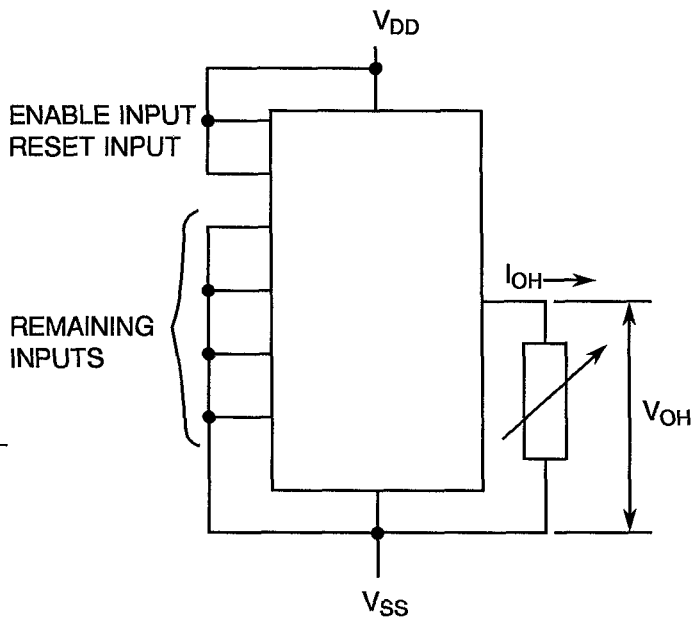 VDD
ENABLE INPUT
RESET INPUT
IOH
REMAINING
INPUTS
VOH
VSS